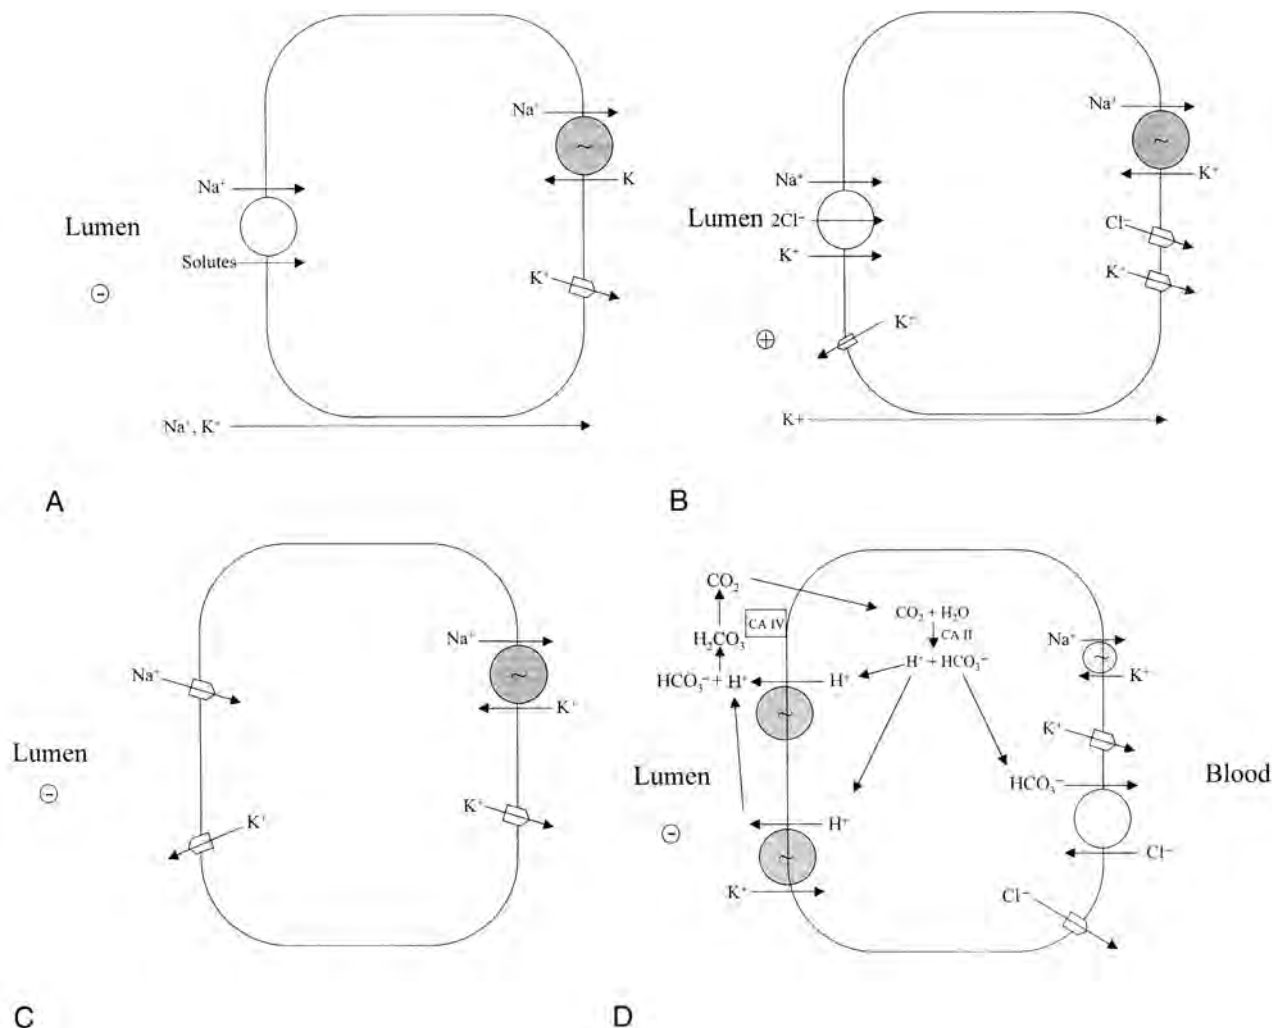 Na⁺
~
K
Na⁺
Lumen
⊖
Solutes
K⁺
Na⁺, K⁺
A
Na⁺
~
K⁺
Na⁺
Lumen 2Cl⁻
K⁺
Cl⁻
K⁺
K⁺
⊕
K+
B
Na⁺
~
K⁺
Na⁺
Lumen
⊖
K⁺
K⁺
C
CO₂
CA IV
H₂CO₃
HCO₃⁻ + H⁺
CO₂ + H₂O
CA II
H⁺ + HCO₃⁻
H⁺
~
Na⁺
~
K⁺
K⁺
Lumen
⊖
HCO₃⁻
Blood
H⁺
~
K⁺
Cl⁻
Cl⁻
D